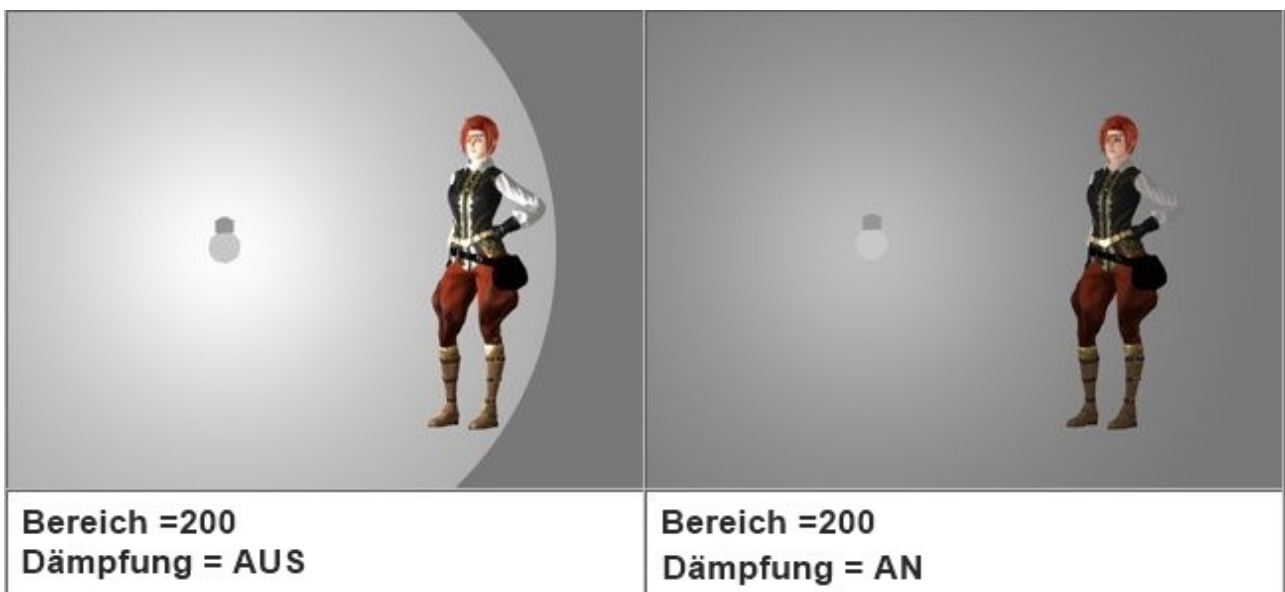 Bereich =200
Dämpfung = AUS
Bereich =200
Dämpfung = AN